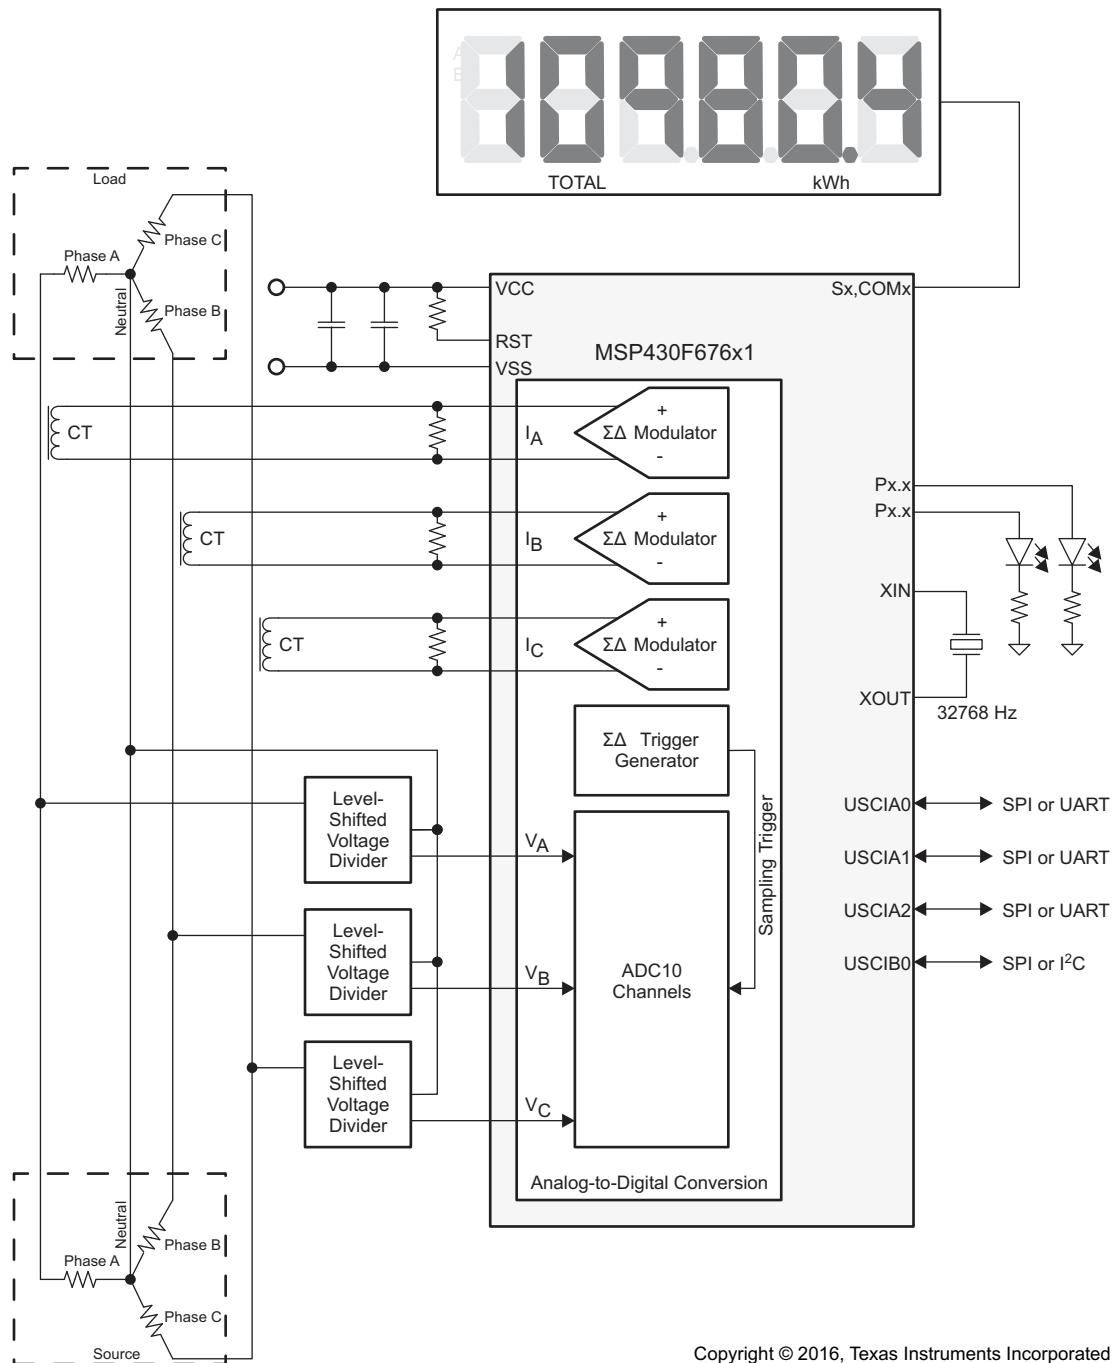 A
B
10980.4
TOTAL
kWh
Load
Phase C
Phase A
Neutral
Phase B
VCC
RST
VSS
Sx,COMx
MSP430F676x1
CT
IA
+
ΣΔ Modulator
-
CT
IB
+
ΣΔ Modulator
-
CT
IC
+
ΣΔ Modulator
-
Px.x
Px.x
XIN
XOUT
32768 Hz
ΣΔ Trigger
Generator
Sampling Trigger
Level-
Shifted
Voltage
Divider
VA
Level-
Shifted
Voltage
Divider
VB
ADC10
Channels
Level-
Shifted
Voltage
Divider
VC
USCIA0
SPI or UART
USCIA1
SPI or UART
USCIA2
SPI or UART
USCIB0
SPI or I²C
Analog-to-Digital Conversion
Neutral
Phase B
Phase A
Phase C
Source
Copyright © 2016, Texas Instruments Incorporated